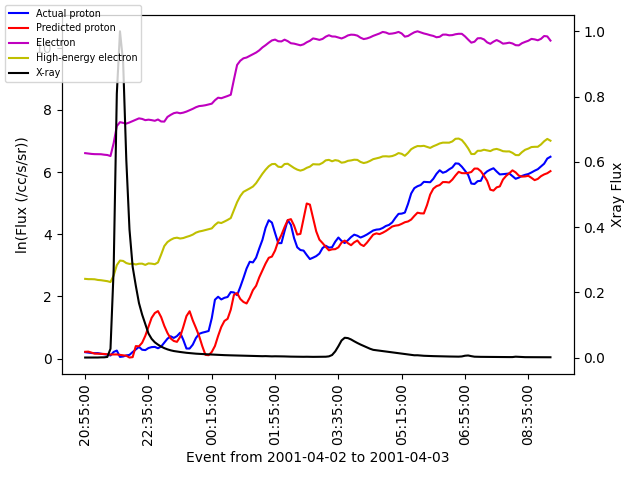 Actual proton
Predicted proton
Electron
High-energy electron
X-ray
10
8
6
4
2
0
ln(Flux (/cc/s/sr))
1.0
0.8
0.6
0.4
0.2
0.0
Xray Flux
20:55:00
22:35:00
00:15:00
01:55:00
03:35:00
05:15:00
06:55:00
08:35:00
Event from 2001-04-02 to 2001-04-03